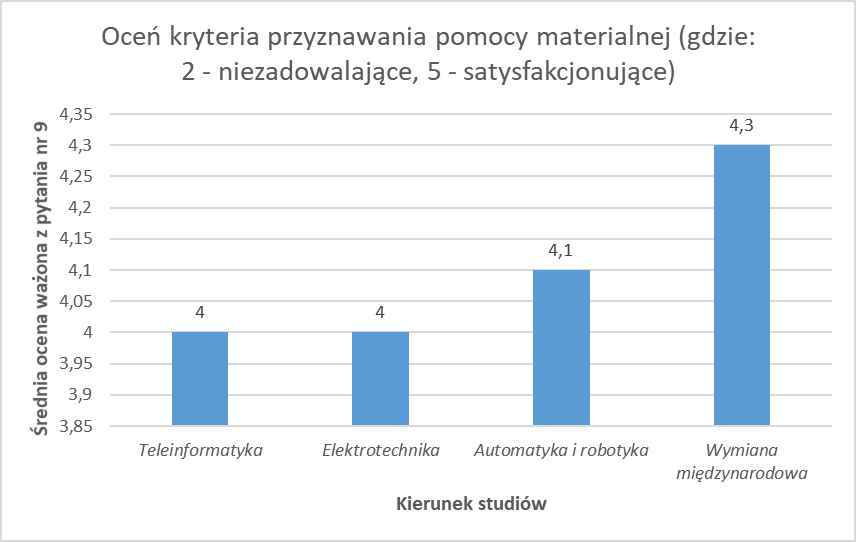 Oceń kryteria przyznawania pomocy materialnej (gdzie:
2 - niezadowalające, 5 - satysfakcjonujące)
Średnia ocena ważona z pytania nr 9
4,35
4,3
4,25
4,2
4,15
4,1
4,05
4
3,95
3,9
3,85
4
4
4,1
4,3
Teleinformatyka
Elektrotechnika
Automatyka i robotyka
Wymiana
międzynarodowa
Kierunek studiów